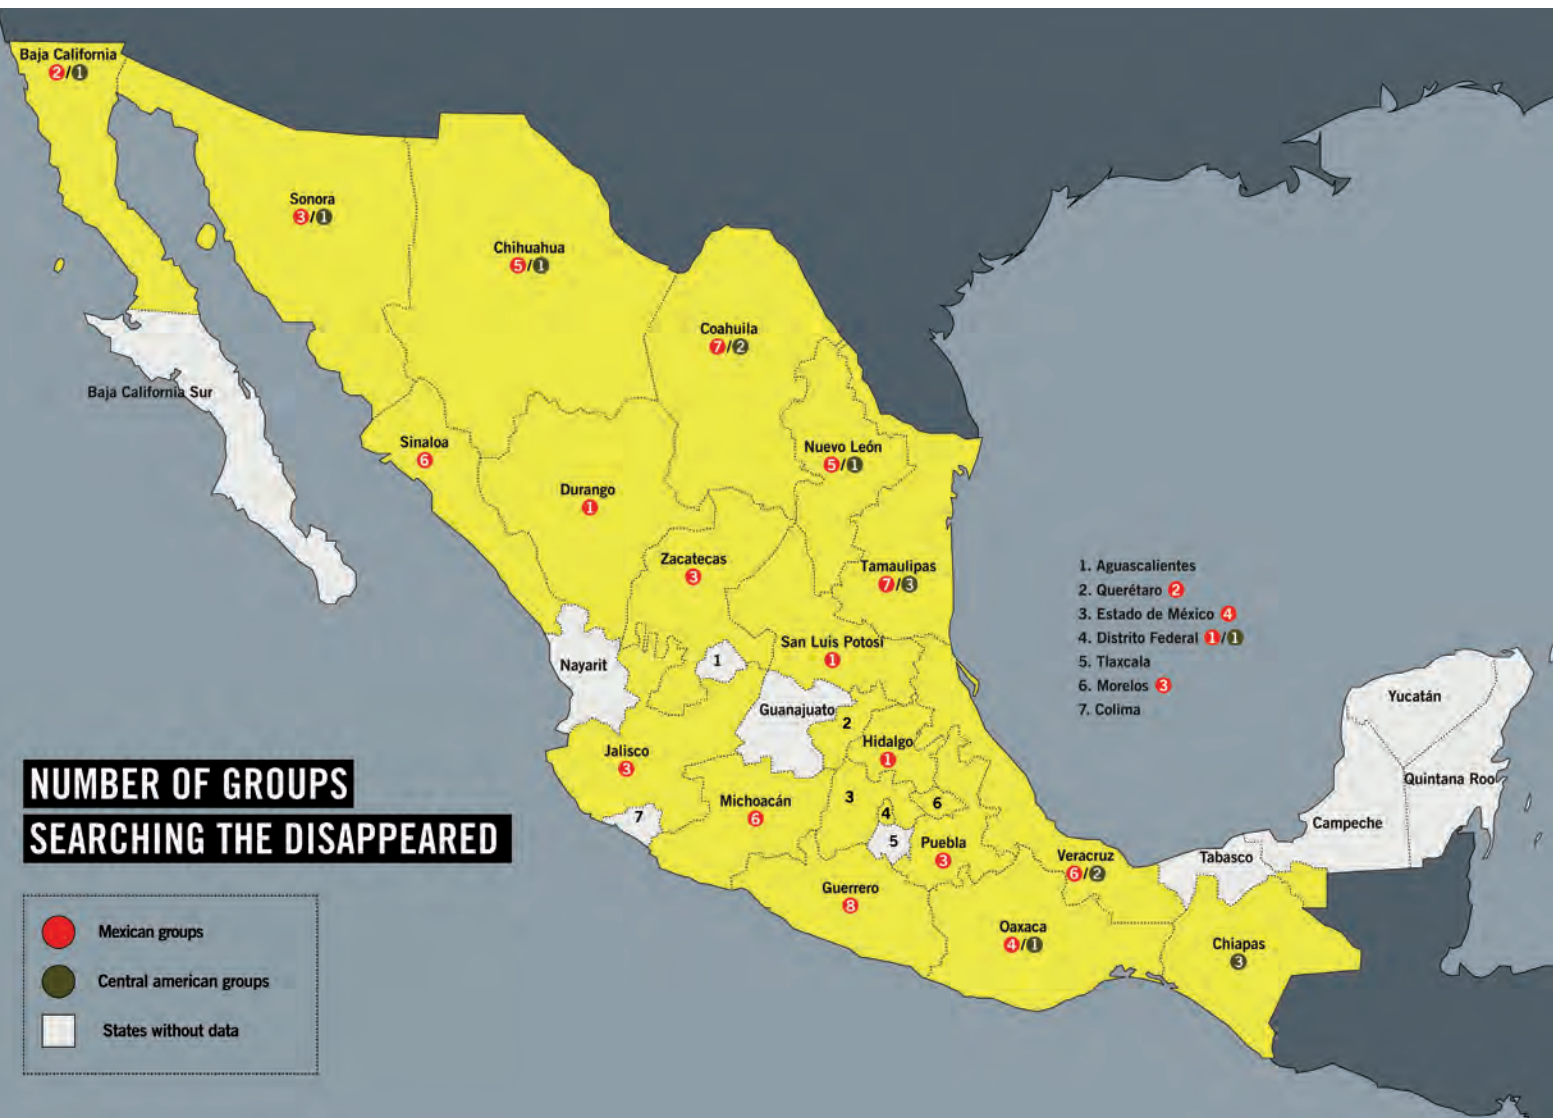 Baja California
2/1
Sonora
3/1
Chihuahua
5/1
Coahuila
7/2
Baja California Sur
Sinaloa
6
Nuevo León
5/1
Durango
1
Zacatecas
3
Tamaulipas
7/3
1. Aguascalientes
2. Querétaro 2
3. Estado de México 4
4. Distrito Federal 1/1
5. Tlaxcala
6. Morelos 3
7. Colima
San Luis Potosí
1
Nayarit
1
Guanajuato
2
Yucatán
Hidalgo
1
Jalisco
3
Quintana Roo
Michoacán
6
3
4
6
7
5
Campeche
Puebla
3
Veracruz
6/2
Tabasco
Guerrero
8
Oaxaca
4/1
Chiapas
3
NUMBER OF GROUPS
SEARCHING THE DISAPPEARED
Mexican groups
Central american groups
States without data